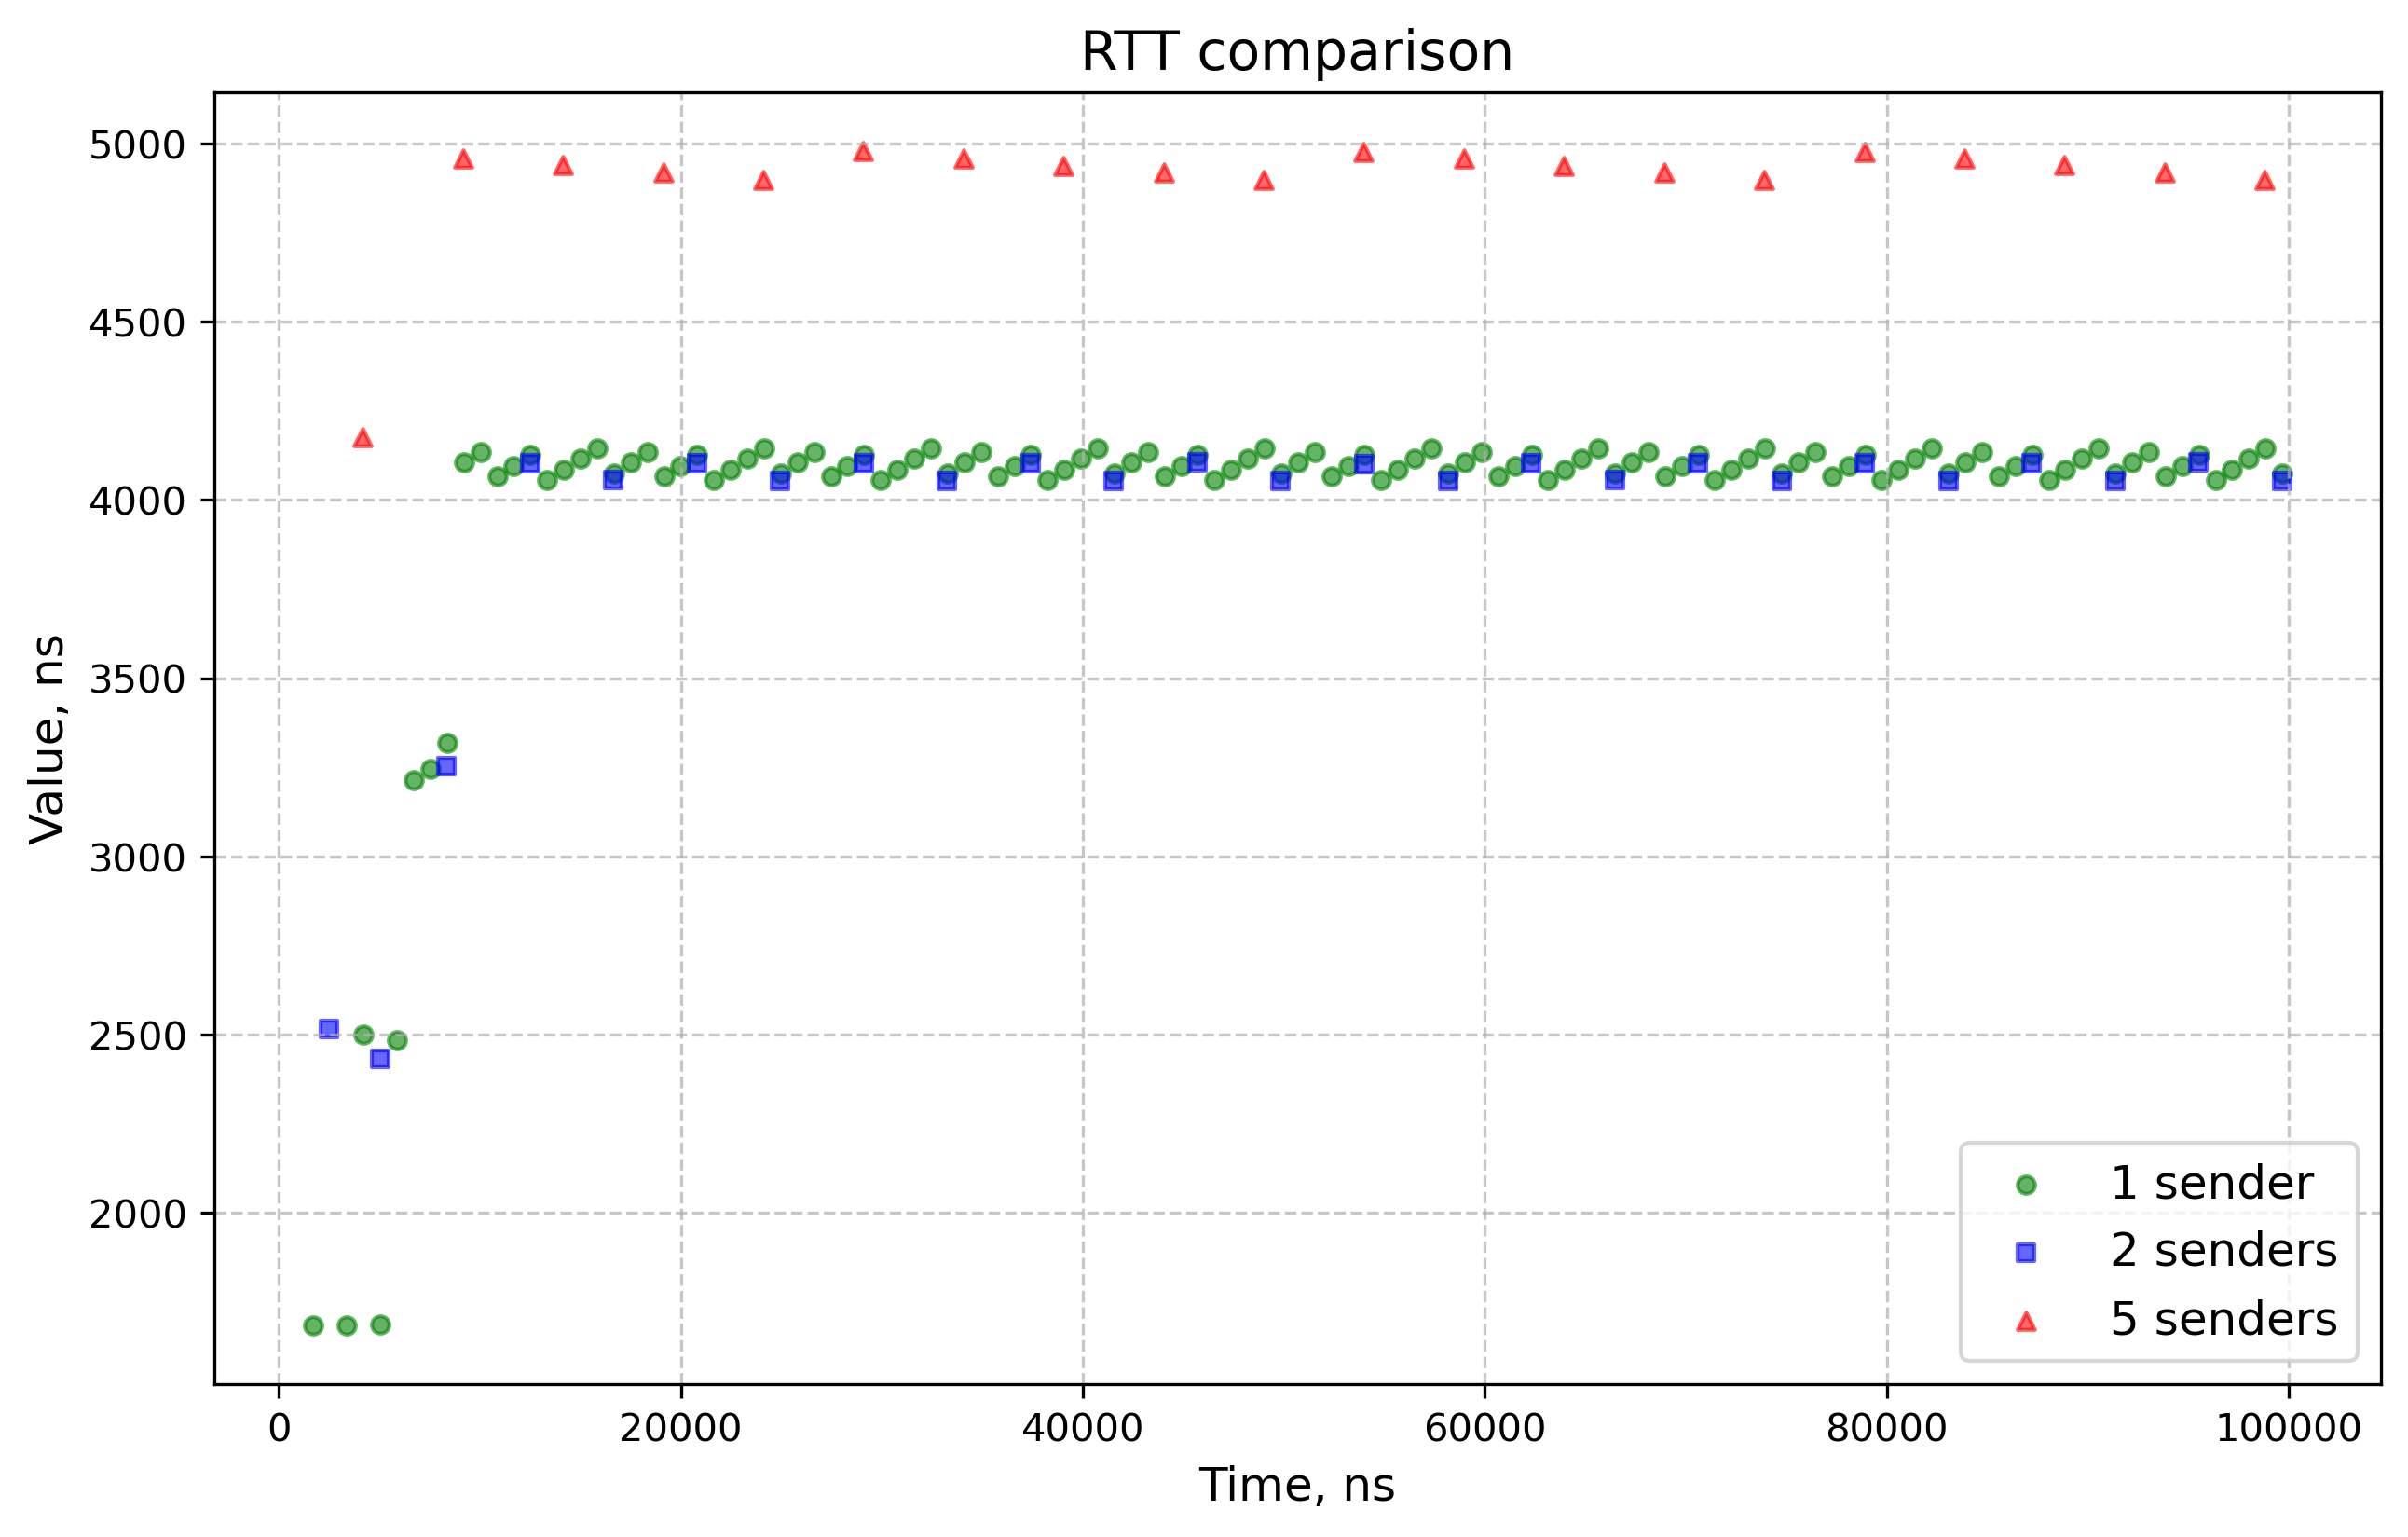 RTT comparison
5000
4500
4000
3500
3000
2500
2000
Value, ns
0 20000 40000 60000 80000 100000
Time, ns
1 sender
2 senders
5 senders